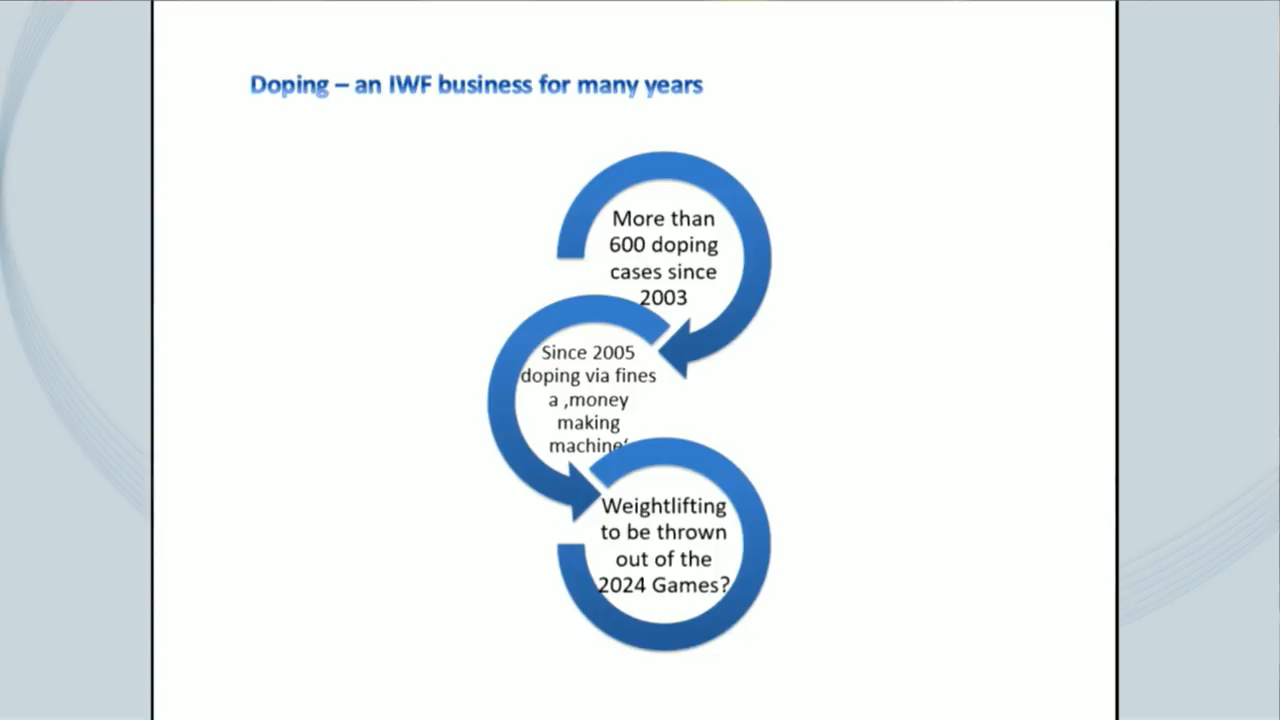 Doping – an IWF business for many years
More than
600 doping
cases since
2003
Since 2005
doping via fines
a ‚money
making
machine‘
Weightlifting
to be thrown
out of the
2024 Games?